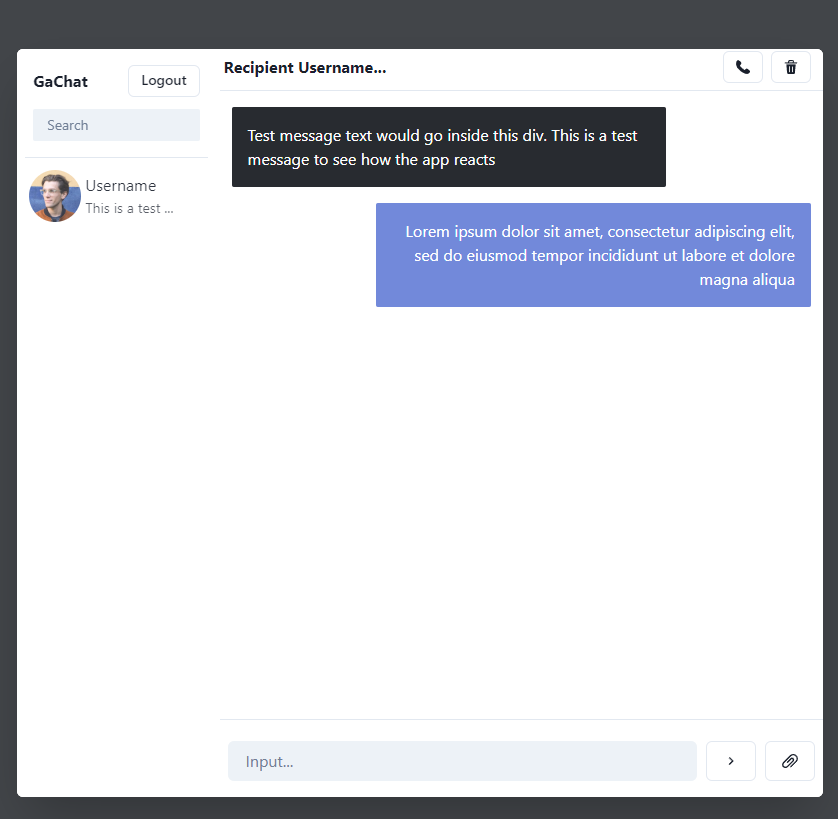 GaChat
Logout
Search
Username
This is a test ...
Recipient Username...
Test message text would go inside this div. This is a test
message to see how the app reacts
Lorem ipsum dolor sit amet, consectetur adipiscing elit,
sed do eiusmod tempor incididunt ut labore et dolore
magna aliqua
Input...